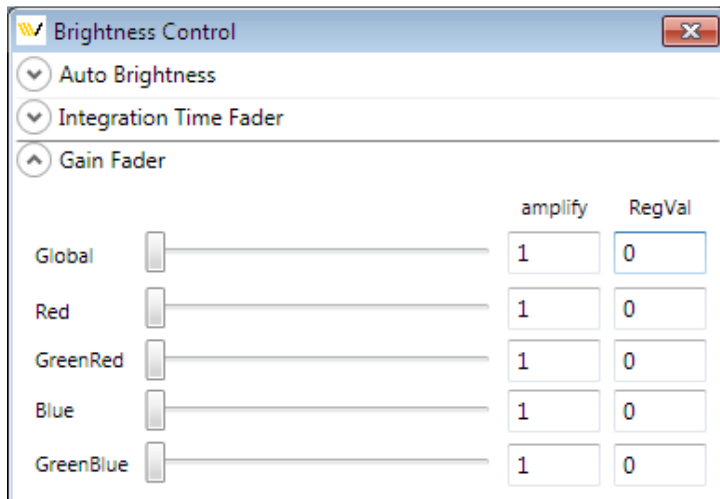 Brightness Control
Auto Brightness
Integration Time Fader
Gain Fader
amplify RegVal
Global 1 0
Red 1 0
GreenRed 1 0
Blue 1 0
GreenBlue 1 0